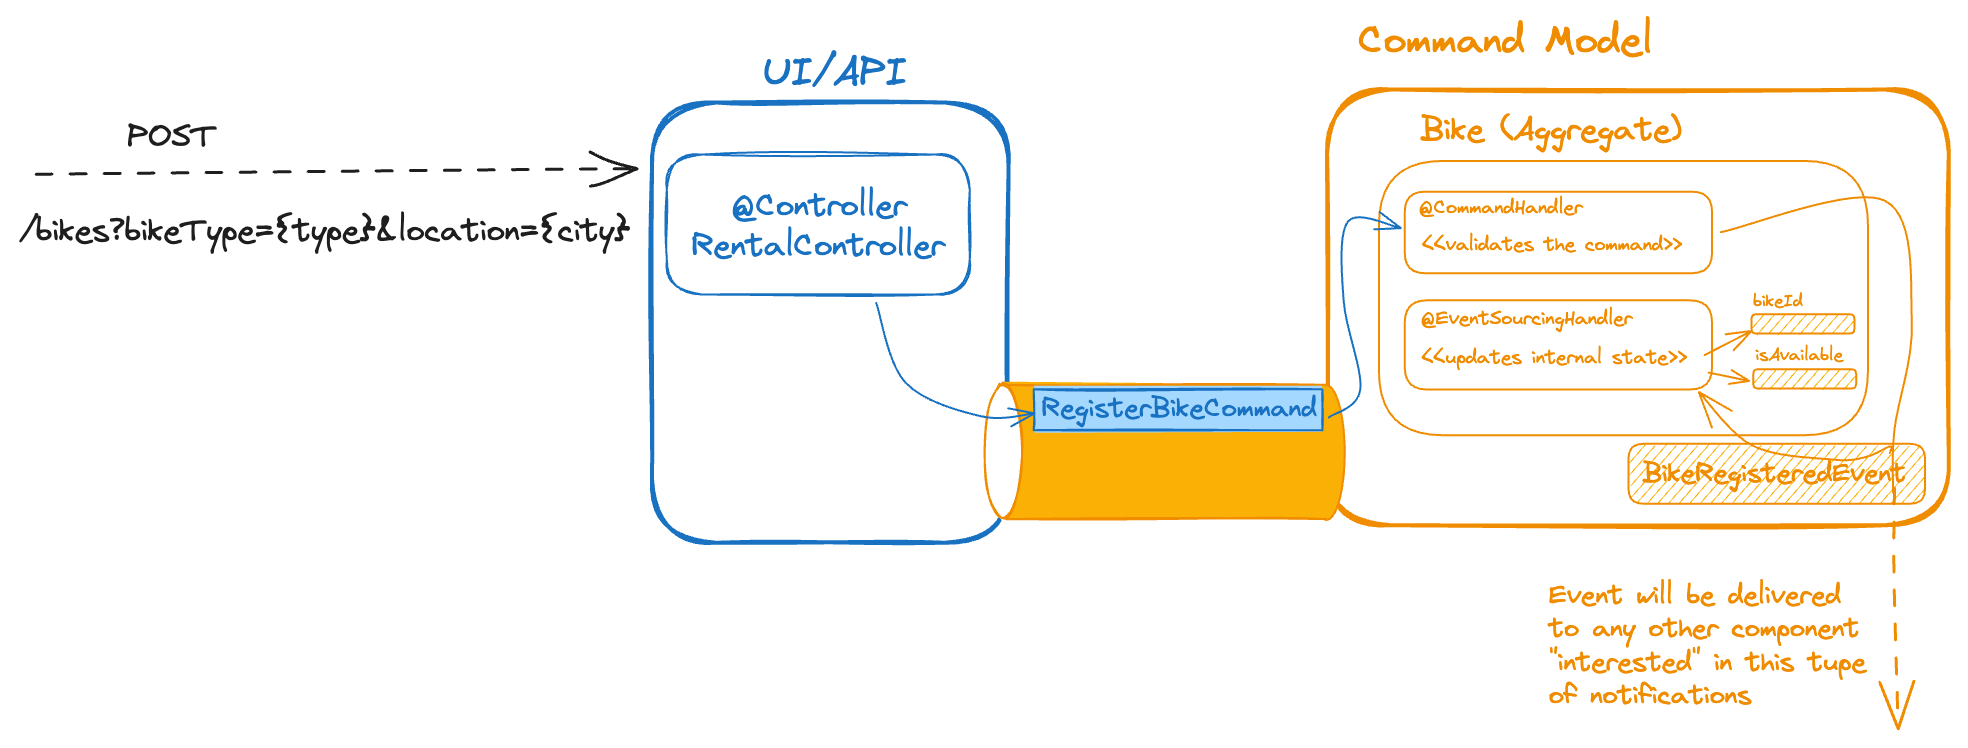 POST
/bikes?bikeType={type}&location={city}
UI/API
@Controller
RentalController
RegisterBikeCommand
Command Model
Bike (Aggregate)
@CommandHandler
<<validates the command>>
@EventSourcingHandler
<<updates internal state>>
bikeId
isAvailable
BikeRegisteredEvent
Event will be delivered
to any other component
"interested" in this type
of notifications